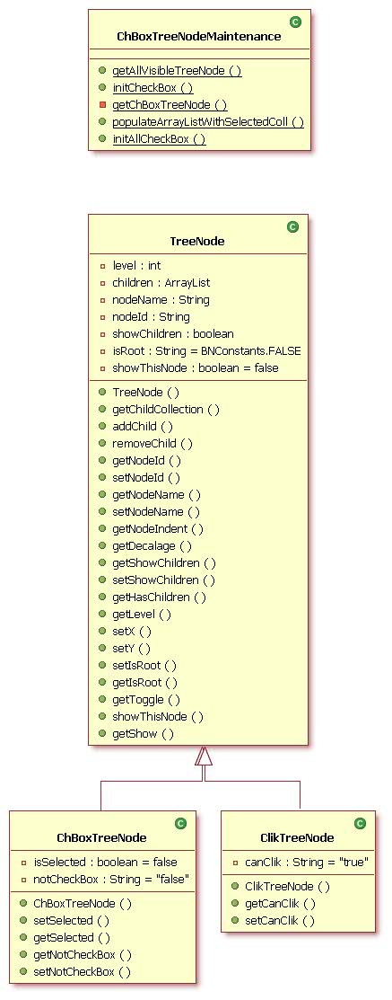 C
ChBoxTreeNodeMaintenance
getAllVisibleTreeNode ( )
initCheckBox ( )
getChBoxTreeNode ( )
populateArrayListWithSelectedColl ( )
initAllCheckBox ( )
C
TreeNode
level : int
children : ArrayList
nodeName : String
nodeId : String
showChildren : boolean
isRoot : String = BNConstants.FALSE
showThisNode : boolean = false
TreeNode ( )
getChildCollection ( )
addChild ( )
removeChild ( )
getNodeId ( )
setNodeId ( )
getNodeName ( )
setNodeName ( )
getNodeIndent ( )
getDecalage ( )
getShowChildren ( )
setShowChildren ( )
getHasChildren ( )
getLevel ( )
setX ( )
setY ( )
setIsRoot ( )
getIsRoot ( )
getToggle ( )
showThisNode ( )
getShow ( )
C
ChBoxTreeNode
isSelected : boolean = false
notCheckBox : String = "false"
ChBoxTreeNode ( )
setSelected ( )
getSelected ( )
getNotCheckBox ( )
setNotCheckBox ( )
C
ClikTreeNode
canClik : String = "true"
ClikTreeNode ( )
getCanClik ( )
setCanClik ( )